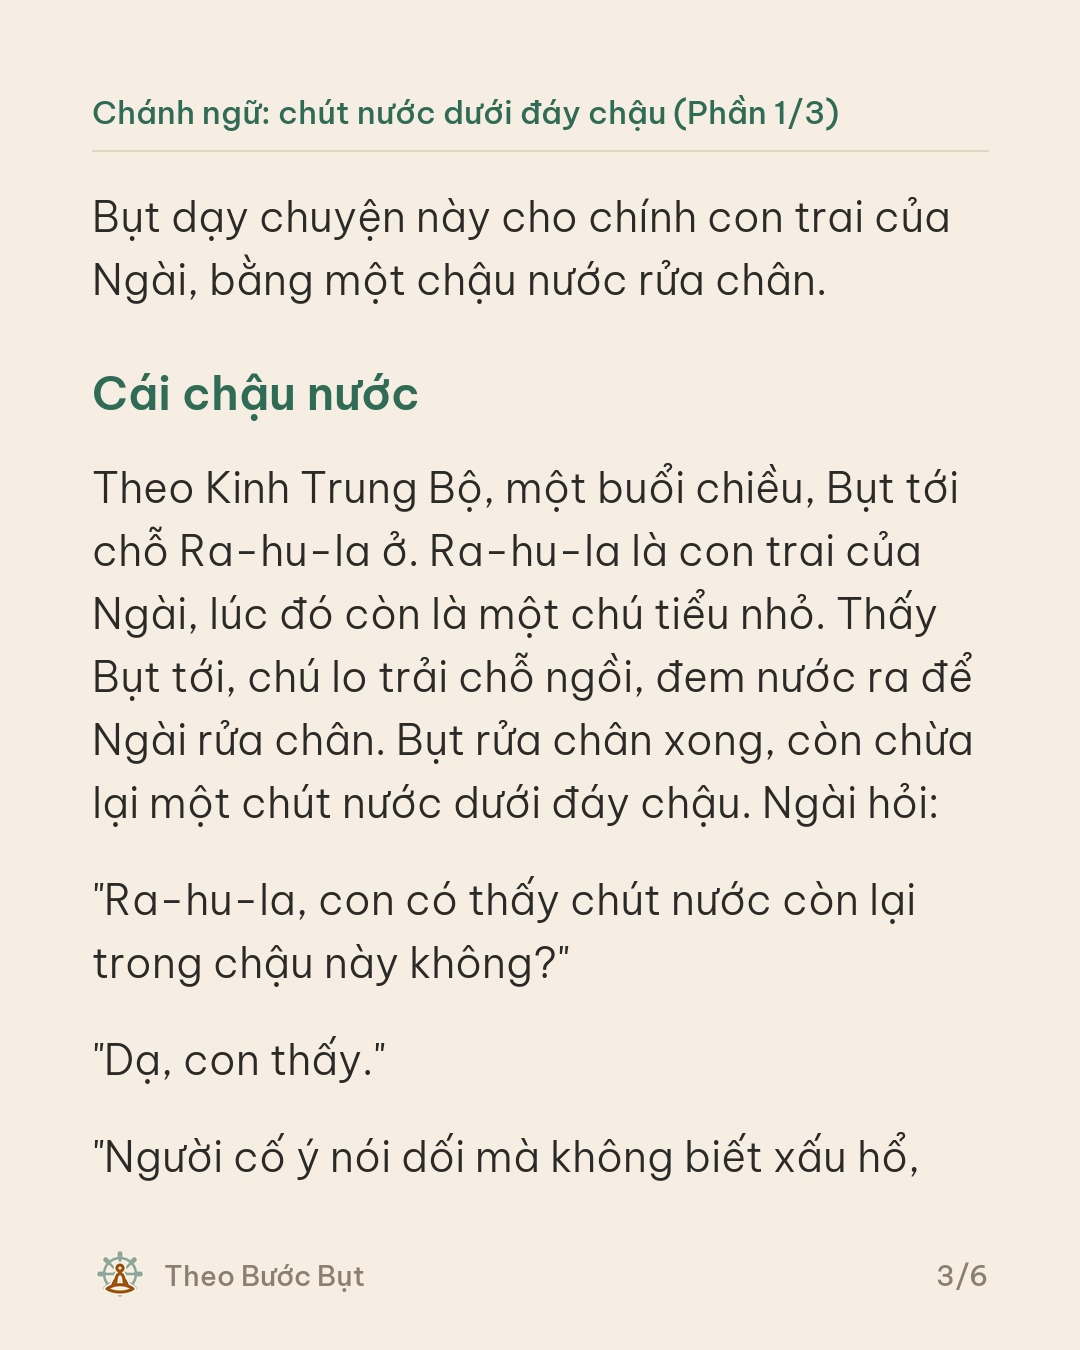 Chánh ngữ: chút nước dưới đáy chậu (Phần 1/3)
Bụt dạy chuyện này cho chính con trai của
Ngài, bằng một chậu nước rửa chân.
Cái chậu nước
Theo Kinh Trung Bộ, một buổi chiều, Bụt tới
chỗ Ra-hu-la ở. Ra-hu-la là con trai của
Ngài, lúc đó còn là một chú tiểu nhỏ. Thấy
Bụt tới, chú lo trải chỗ ngồi, đem nước ra để
Ngài rửa chân. Bụt rửa chân xong, còn chừa
lại một chút nước dưới đáy chậu. Ngài hỏi:
"Ra-hu-la, con có thấy chút nước còn lại
trong chậu này không?"
"Dạ, con thấy."
"Người cố ý nói dối mà không biết xấu hổ,
Theo Bước Bụt
3/6